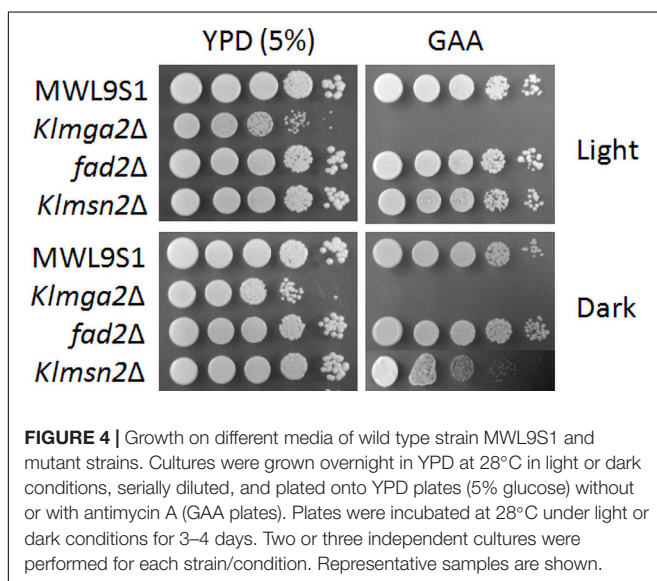 YPD (5%) GAA
MWL9S1
Klmga2Δ
fad2Δ
Klmsn2Δ
Light
MWL9S1
Klmga2Δ
fad2Δ
Klmsn2Δ
Dark
FIGURE 4 | Growth on different media of wild type strain MWL9S1 and
mutant strains. Cultures were grown overnight in YPD at 28°C in light or dark
conditions, serially diluted, and plated onto YPD plates (5% glucose) without
or with antimycin A (GAA plates). Plates were incubated at 28°C under light or
dark conditions for 3–4 days. Two or three independent cultures were
performed for each strain/condition. Representative samples are shown.